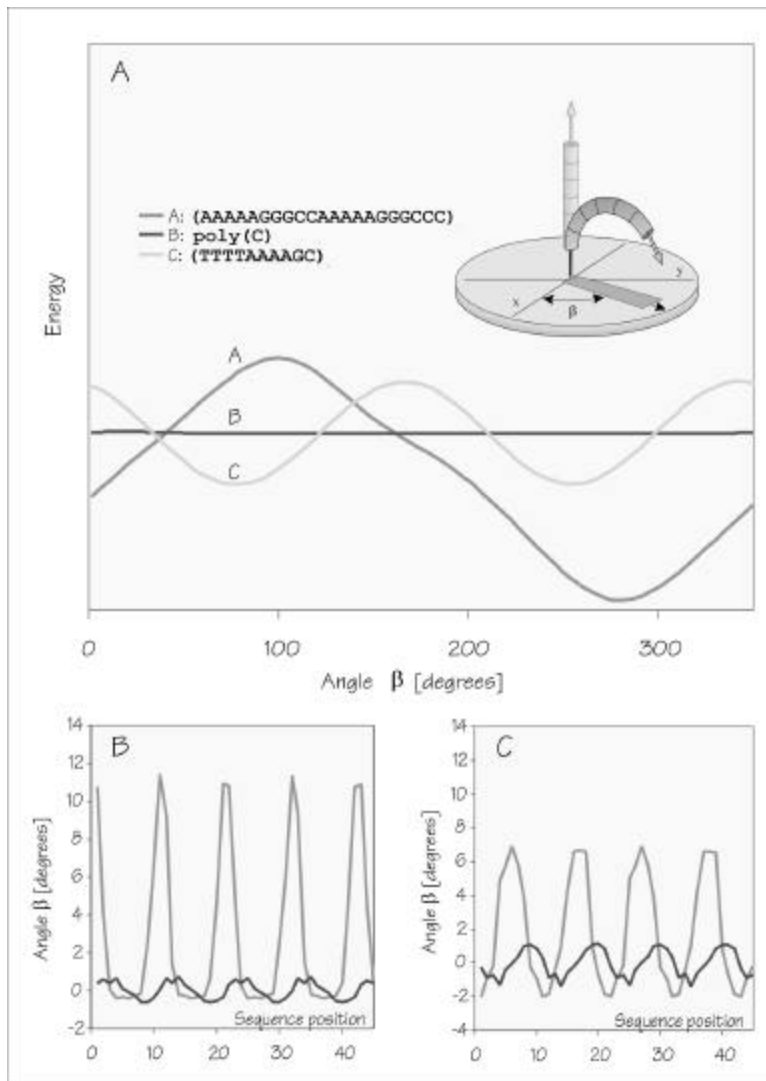 A
A: (AAAAAGGGCCAAAAAGGGCCC)
B: poly(C)
C: (TTTTAAAAGC)
x
y
β
Energy
A
B
C
0
100
200
300
Angle β [degrees]
B
14
12
10
8
6
4
2
0
-2
Angle β [degrees]
Sequence position
0
10
20
30
40
C
14
12
10
8
6
4
2
0
-2
-4
Angle β [degrees]
Sequence position
0
10
20
30
40